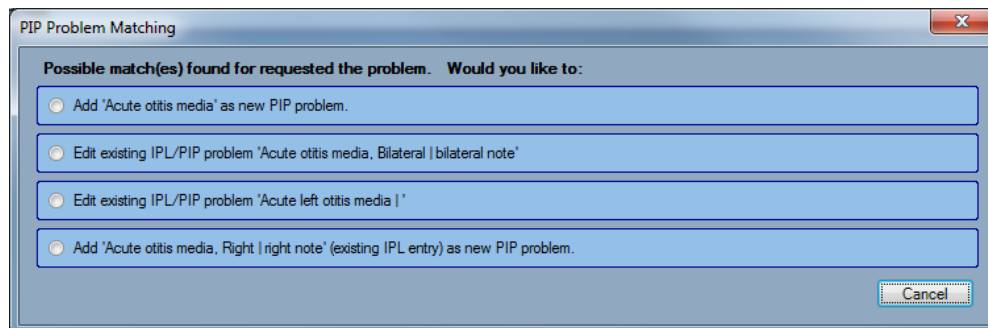 PIP Problem Matching
Possible match(es) found for requested the problem. Would you like to:
Add 'Acute otitis media' as new PIP problem.
Edit existing IPL/PIP problem 'Acute otitis media, Bilateral | bilateral note'
Edit existing IPL/PIP problem 'Acute left otitis media | '
Add 'Acute otitis media, Right | right note' (existing IPL entry) as new PIP problem.
Cancel